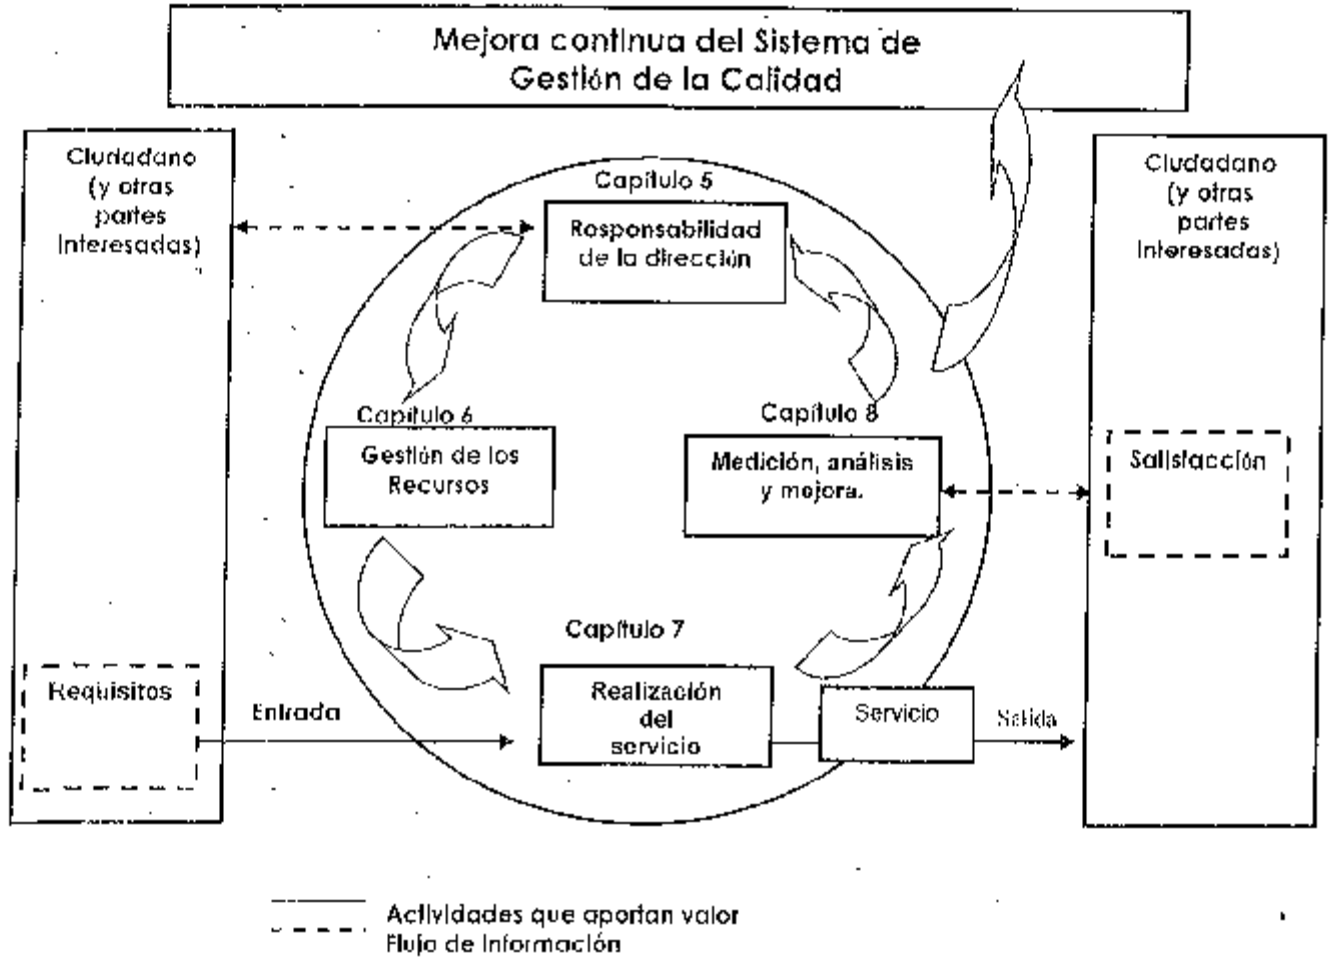 Mejora continua del Sistema de
Gestión de la Calidad
Ciudadano
(y otras
partes
Interesadas)
Capítulo 5
Responsabilidad
de la dirección
Ciudadano
(y otras
partes
Interesadas)
Capítulo 6
Gestión de los
Recursos
Capítulo 8
Medición, análisis
y mejora.
Satisfacción
Capítulo 7
Requisitos
Entrada
Realización
del
servicio
Servicio
Salida
Actividades que aportan valor
Flujo de Información